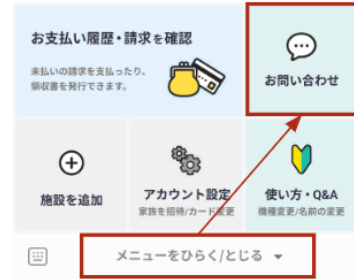 お支払い履歴・請求を確認
未払いの請求を支払ったり、
領収書を発行できます。
お問い合わせ
施設を追加
アカウント設定
家族を招待/カード変更
使い方・Q&A
機種変更/名前の変更
メニューをひらく/とじる